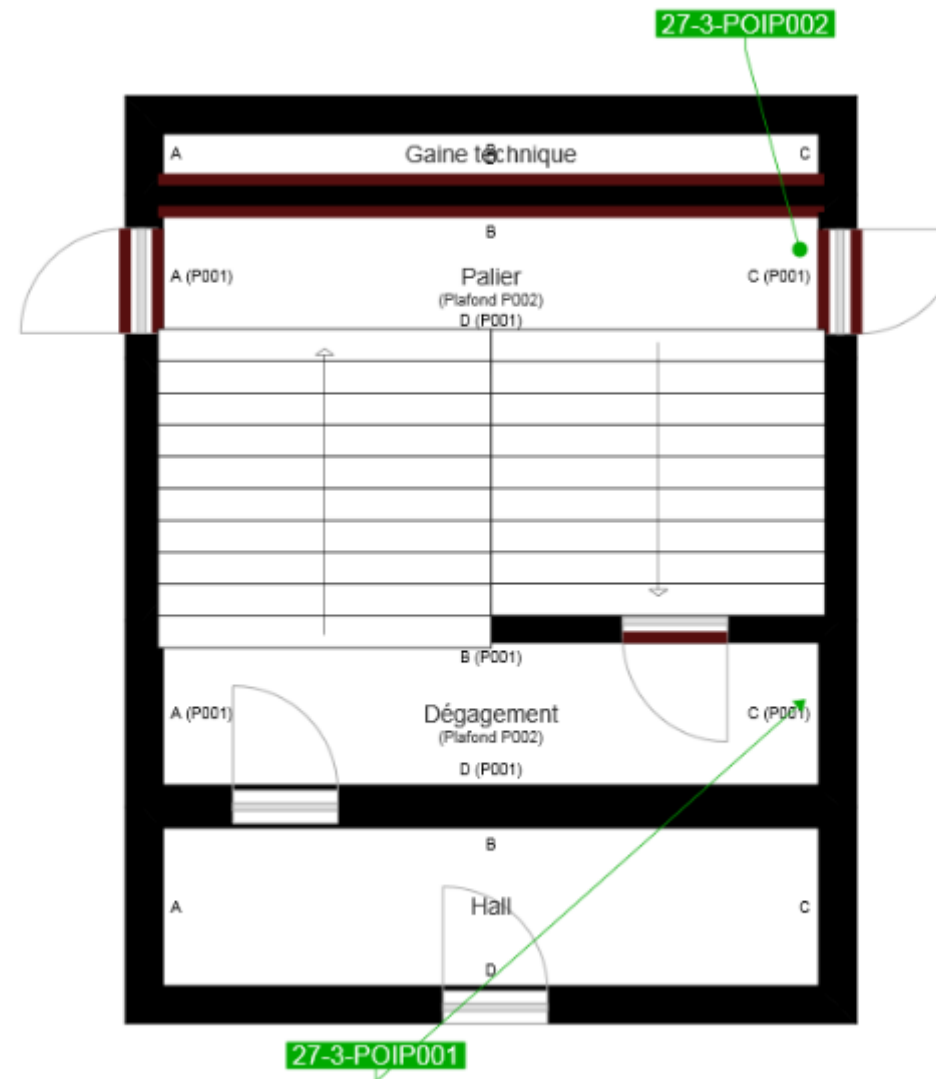 27-3-POIP002
A Gaine technique B C
B
A (P001) Palier C (P001)
(Plafond P002)
D (P001)
B (P001)
A (P001) Dégagement C (P001)
(Plafond P002)
D (P001)
B
A Hall C
D
27-3-POIP001